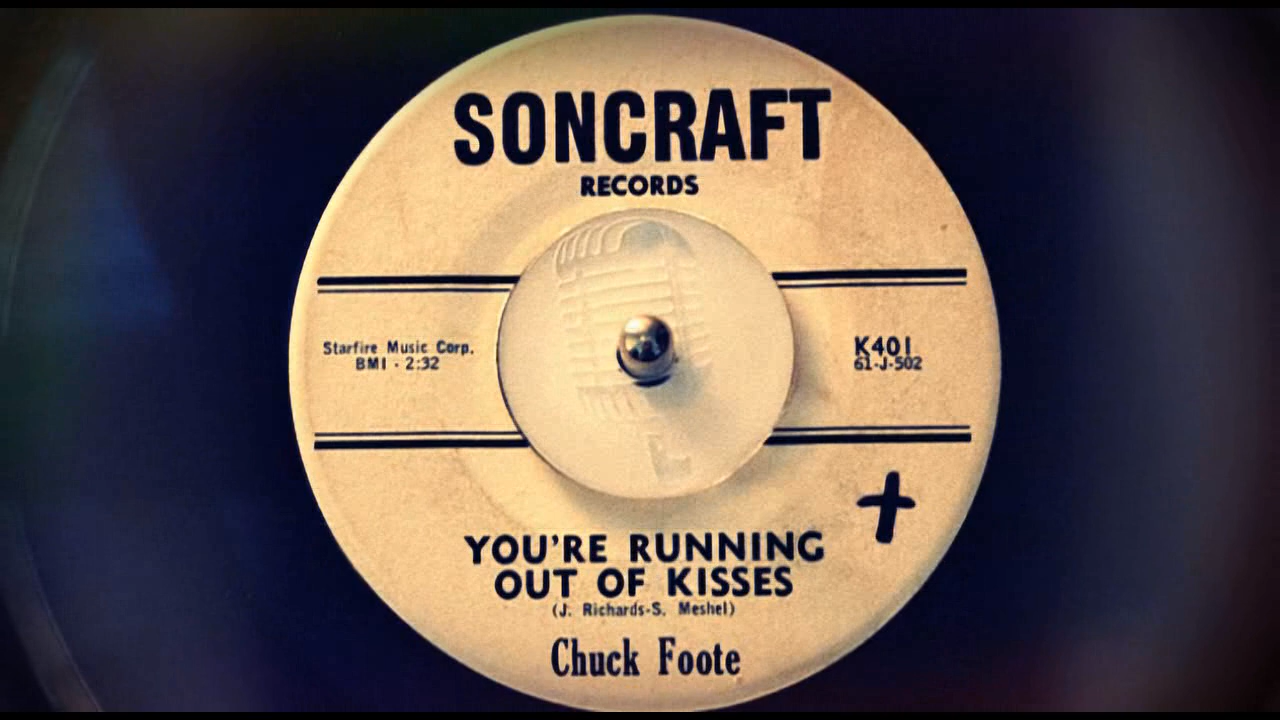 SONCRAFT
RECORDS
Starfire Music Corp.
BMI - 2:32
K401
61-J-502
YOU'RE RUNNING
OUT OF KISSES
(J. Richards-S. Meshel)
Chuck Foote